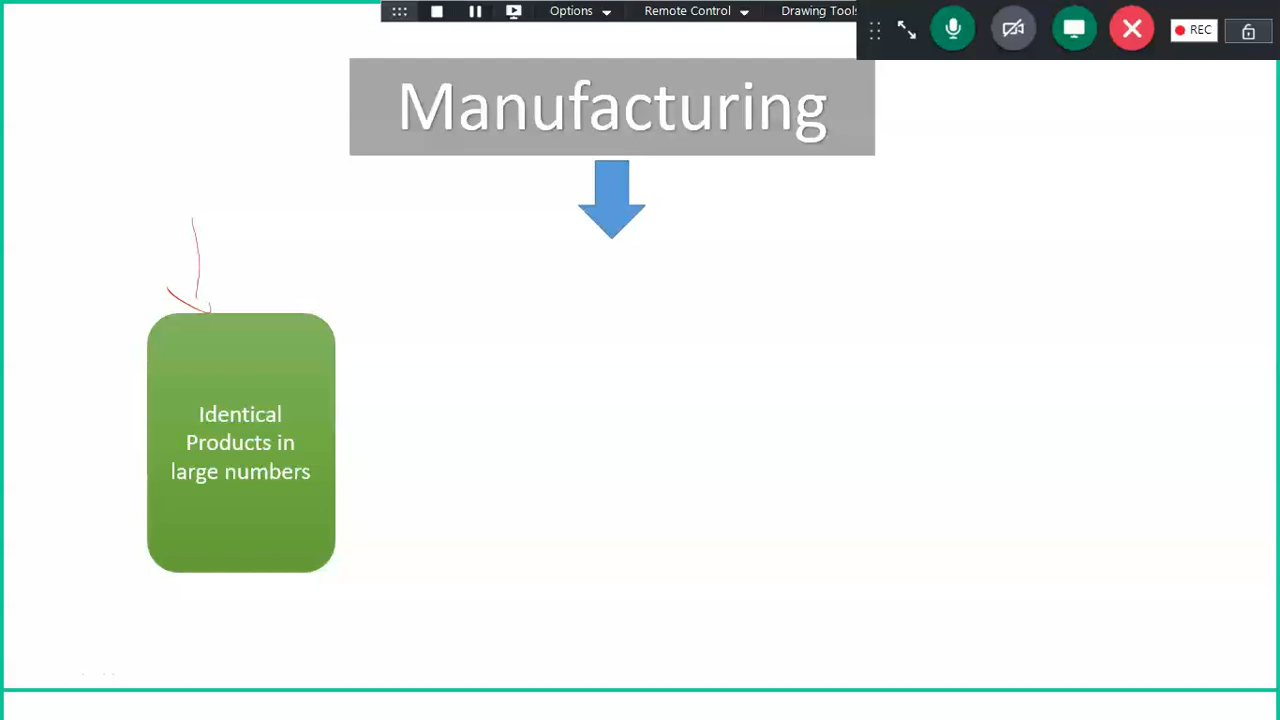 Options
Remote Control
Drawing Tools
REC
Manufacturing
Identical
Products in
large numbers